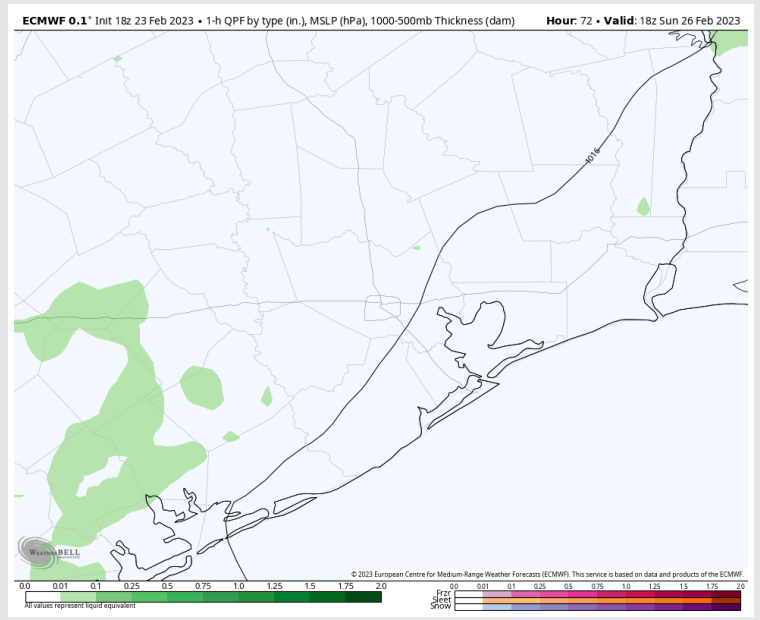 ECMWF 0.1° Init 18z 23 Feb 2023 • 1-h QPF by type (in.), MSLP (hPa), 1000-500mb Thickness (dam) Hour: 72 • Valid: 18z Sun 26 Feb 2023
1016
WEATHERBELL
© 2023 European Centre for Medium-Range Weather Forecasts (ECMWF). This service is based on data and products of the ECMWF.
0.0 0.01 0.1 0.25 0.5 0.75 1.0 1.25 1.5 1.75 2.0
All values represent liquid equivalent
0.0 0.01 0.1 0.25 0.5 0.75 1.0 1.25 1.5 1.75 2.0
Frzr
Sleet
Snow